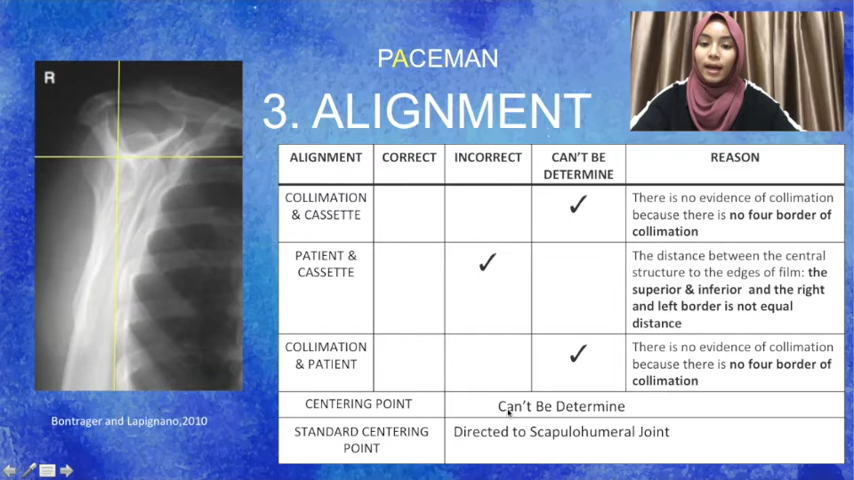 PACEMAN
3. ALIGNMENT
R
ALIGNMENT CORRECT INCORRECT CAN'T BE DETERMINE REASON
COLLIMATION & CASSETTE ✓ There is no evidence of collimation because there is no four border of collimation
PATIENT & CASSETTE ✓ The distance between the central structure to the edges of film: the superior & inferior and the right and left border is not equal distance
COLLIMATION & PATIENT ✓ There is no evidence of collimation because there is no four border of collimation
CENTERING POINT Can't Be Determine
STANDARD CENTERING POINT Directed to Scapulohumeral Joint
Bontrager and Lapignano,2010